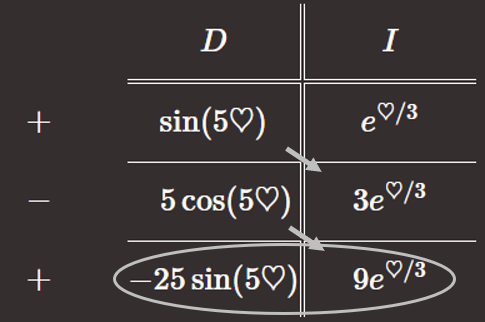 D I
+ sin(5♡) e^{♡/3}
− 5 cos(5♡) 3e^{♡/3}
+ −25 sin(5♡) 9e^{♡/3}